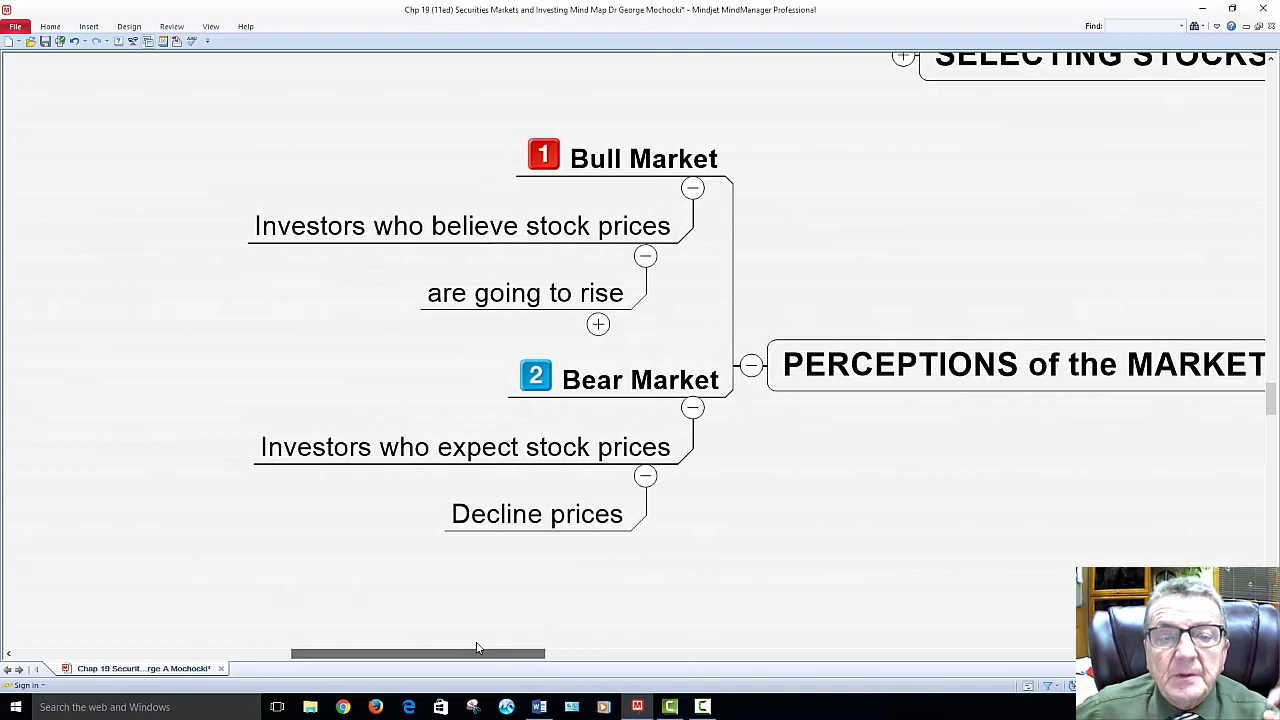 Chp 19 (11ed) Securities Markets and Investing Mind Map Dr George Mochocki* - Mindjet MindManager Professional
File Home Insert Design Review View Help Find:
SELECTING STOCKS
1 Bull Market
Investors who believe stock prices
are going to rise
PERCEPTIONS of the MARKET
2 Bear Market
Investors who expect stock prices
Decline prices
Chap 19 Securit...rge A Mochocki*
Sign In
Search the web and Windows